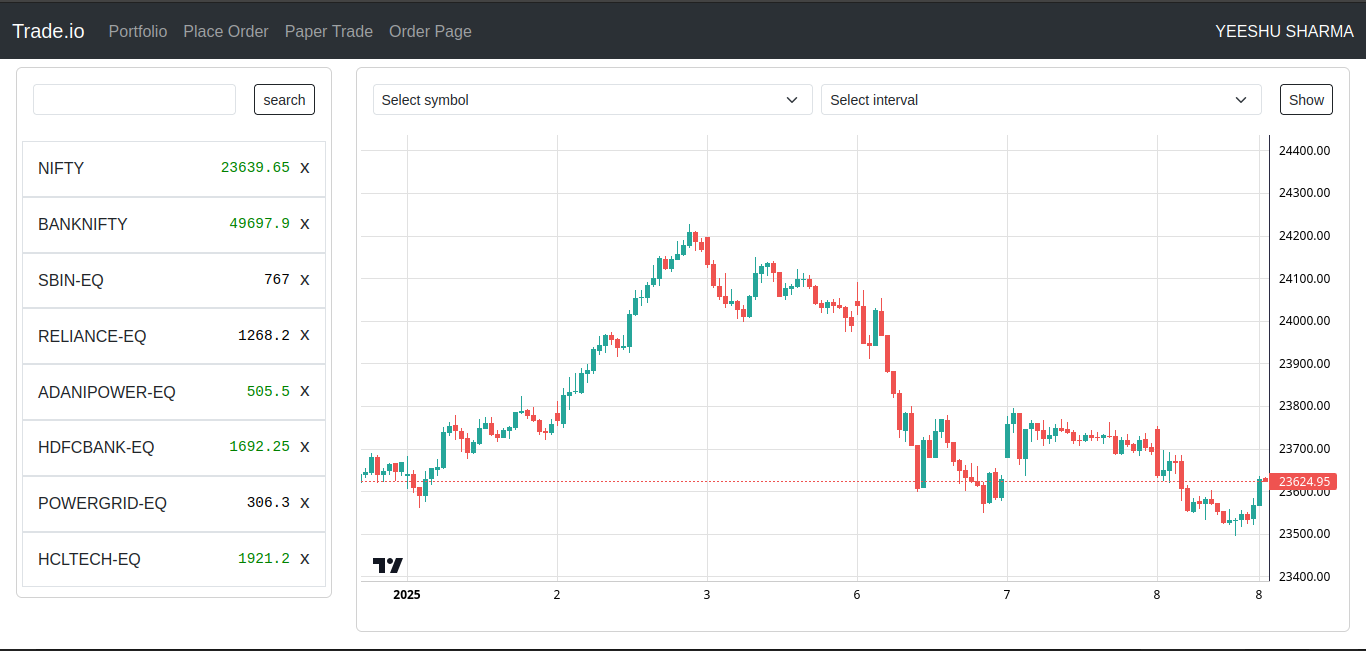 Trade.io Portfolio Place Order Paper Trade Order Page YEESHU SHARMA
search
NIFTY 23639.65 X
BANKNIFTY 49697.9 X
SBIN-EQ 767 X
RELIANCE-EQ 1268.2 X
ADANIPOWER-EQ 505.5 X
HDFCBANK-EQ 1692.25 X
POWERGRID-EQ 306.3 X
HCLTECH-EQ 1921.2 X
Select symbol Select interval Show
24400.00
24300.00
24200.00
24100.00
24000.00
23900.00
23800.00
23700.00
23624.95
23600.00
23500.00
23400.00
2025 2 3 6 7 8 8